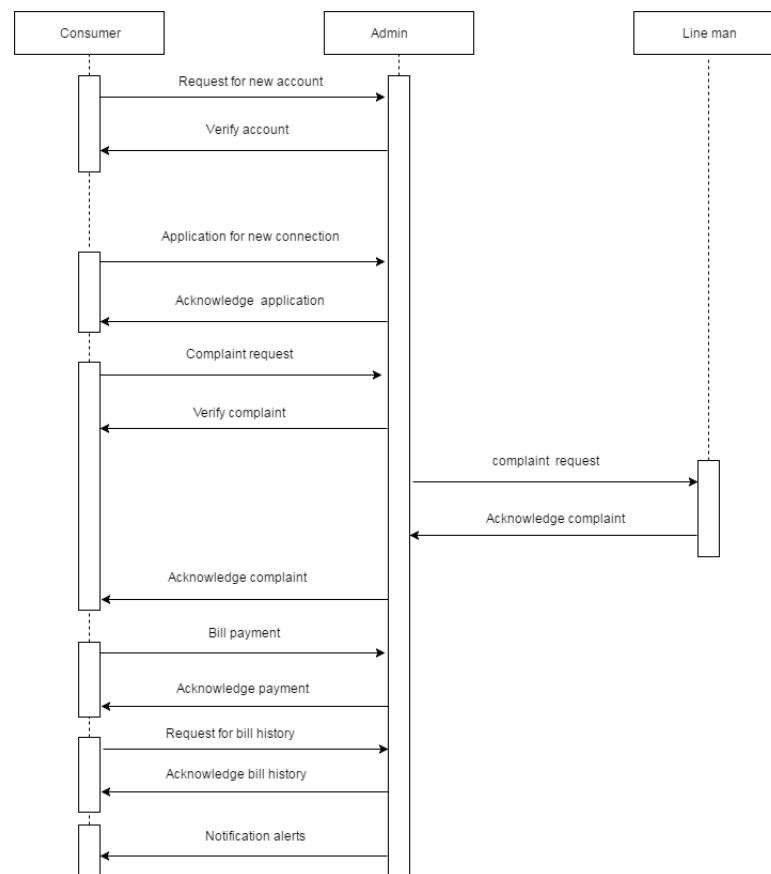 Consumer
Admin
Line man
Request for new account
Verify account
Application for new connection
Acknowledge application
Complaint request
Verify complaint
complaint request
Acknowledge complaint
Acknowledge complaint
Bill payment
Acknowledge payment
Request for bill history
Acknowledge bill history
Notification alerts